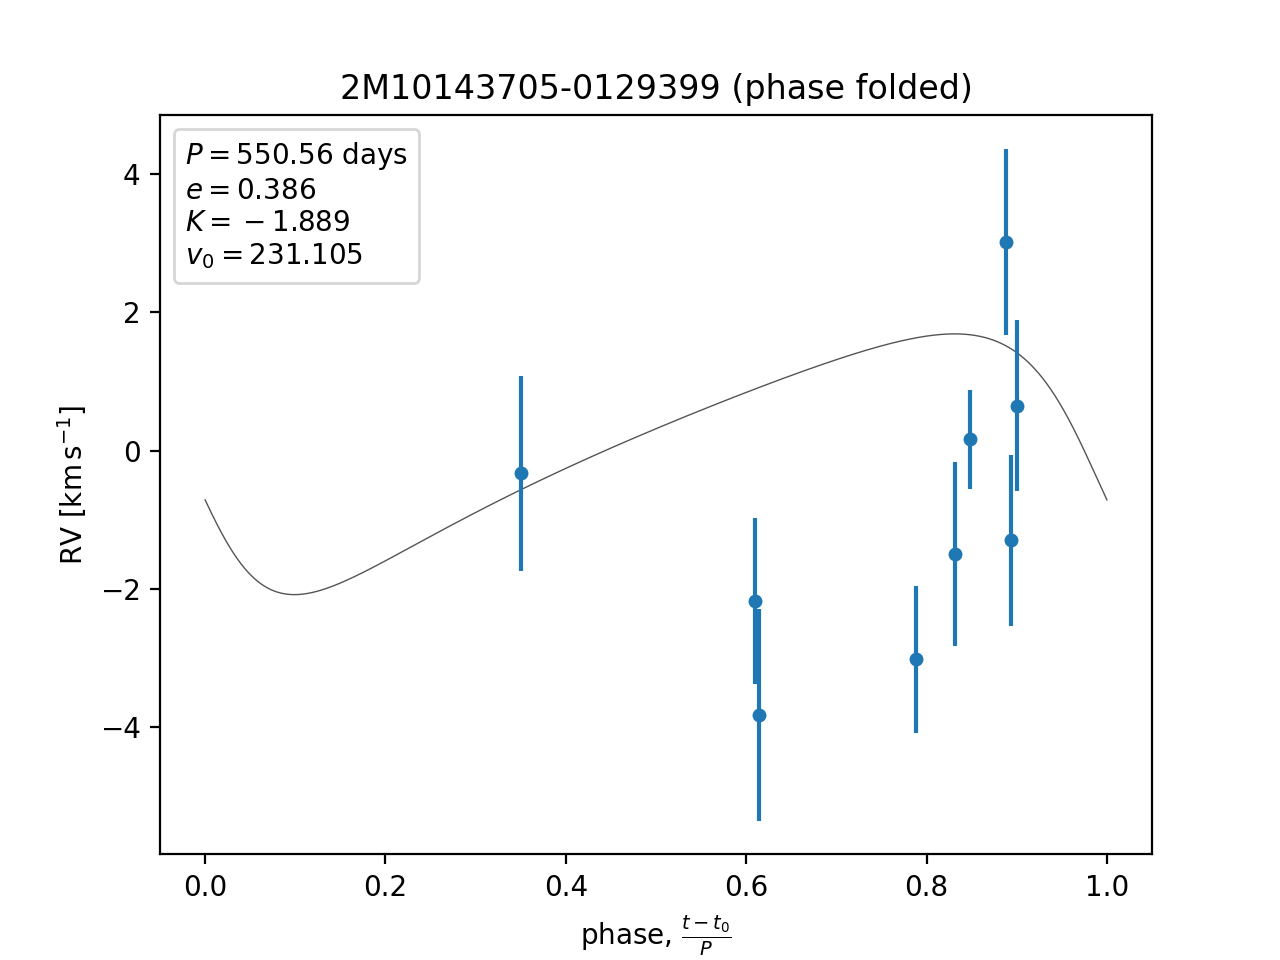 2M10143705-0129399 (phase folded)
P = 550.56 days
e = 0.386
K = −1.889
v₀ = 231.105
4
2
0
−2
−4
RV [km s⁻¹]
0.0 0.2 0.4 0.6 0.8 1.0
phase, (t − t₀)/P